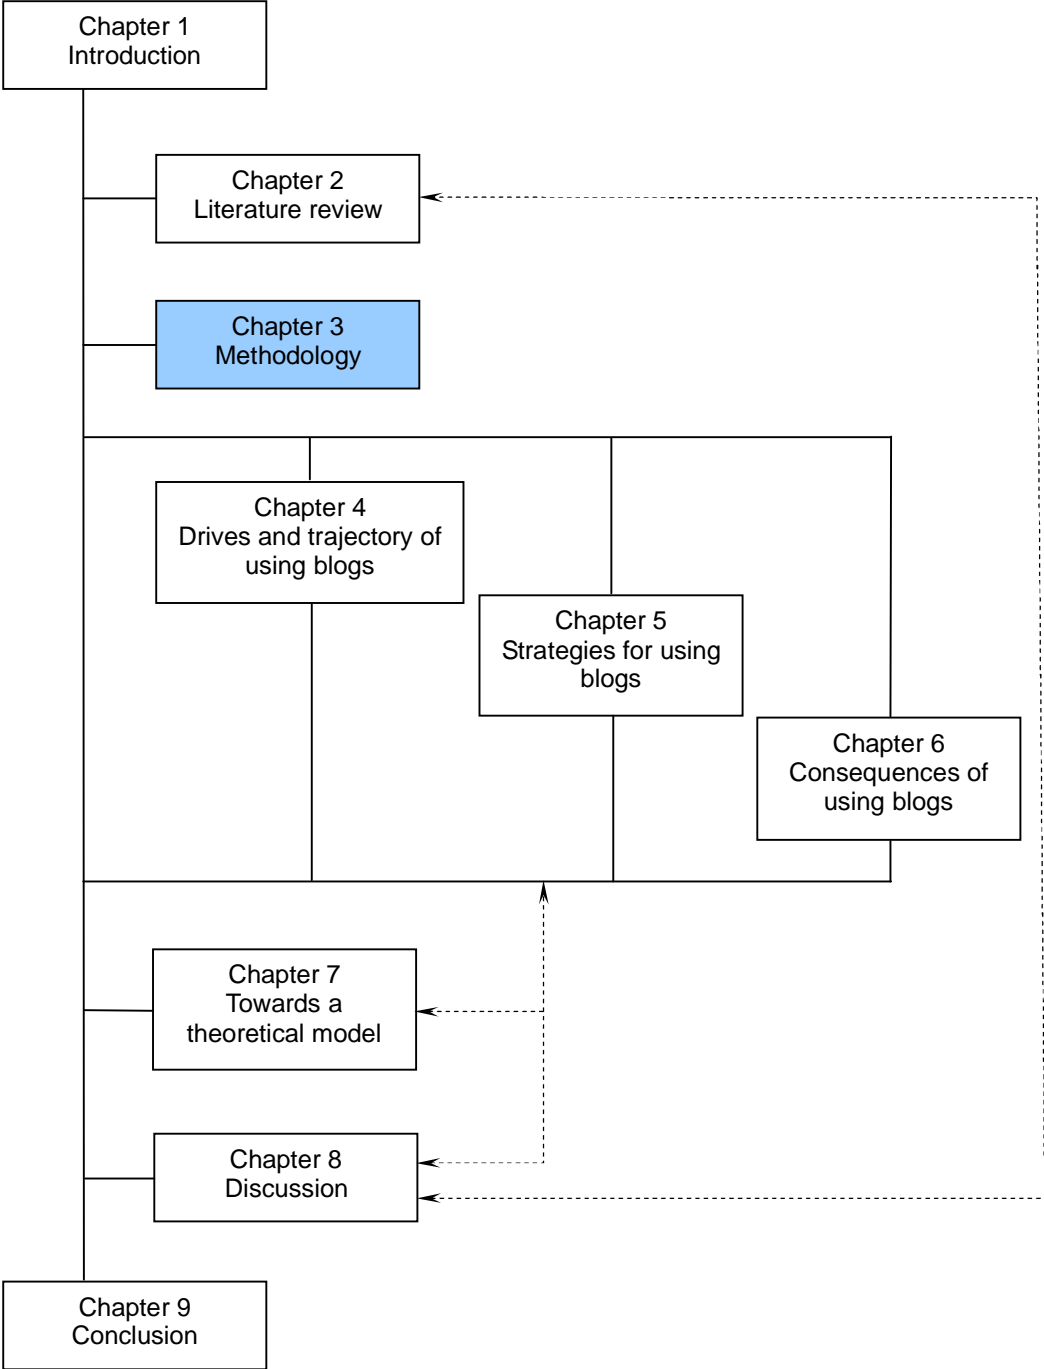 Chapter 1
Introduction
Chapter 2
Literature review
Chapter 3
Methodology
Chapter 4
Drives and trajectory of
using blogs
Chapter 5
Strategies for using
blogs
Chapter 6
Consequences of
using blogs
Chapter 7
Towards a
theoretical model
Chapter 8
Discussion
Chapter 9
Conclusion